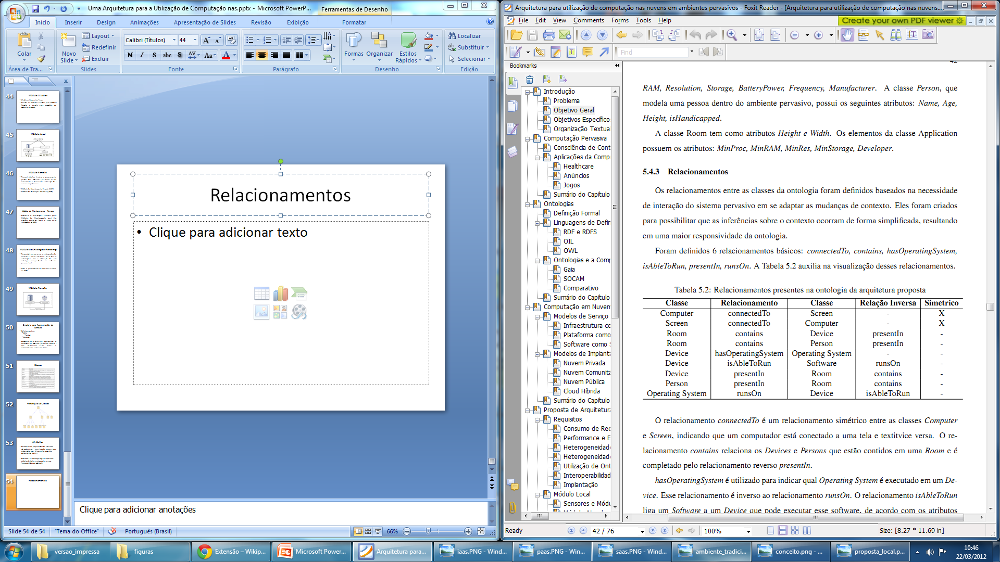 Uma Arquitetura para a Utilização de Computação nas.pptx - Microsoft PowerP...
Ferramentas de Desenho
Início
Inserir
Design
Animações
Apresentação de Slides
Revisão
Exibição
Formatar
Colar
Novo Slide
Layout
Redefinir
Excluir
Calibri (Títulos)
44
Formas
Organizar
Estilos Rápidos
Localizar
Substituir
Selecionar
Área de Tra...
Slides
Fonte
Parágrafo
Desenho
Edição
44
Módulo Atuador
45
Módulo Local
46
Módulo Remoto
47
48
49
Módulo Remoto
50
51
Classes
52
Hierarquia de Classes
53
Atributos
54
Relacionamentos
Relacionamentos
• Clique para adicionar texto
Clique para adicionar anotações
Slide 54 de 54
"Tema do Office"
Português (Brasil)
66%
Arquitetura para utilização de computação nas nuvens em ambientes pervasivos - Foxit Reader - [Arquitetura para utilização de computação nas nuvens...
File Edit View Comments Forms Tools Help
Create your own PDF viewer
Find
Bookmarks
Introdução
Problema
Objetivo Geral
Objetivos Específico
Organização Textua
Computação Pervasiva
Consciência de Cont
Aplicações da Comp
Healthcare
Anúncios
Jogos
Sumário do Capítulo
Ontologias
Definição Formal
Linguagens de Defin
RDF e RDFS
OIL
OWL
Ontologias e a Comp
Gaia
SOCAM
Comparativo
Sumário do Capítulo
Computação em Nuven
Modelos de Serviço
Infraestrutura co
Plataforma como
Software como S
Modelos de Implanta
Nuvem Privada
Nuvem Comunita
Nuvem Pública
Cloud Híbrida
Sumário do Capítulo
Proposta de Arquitetura
Requisitos
Consumo de Rec
Performance e E
Heterogeneidade
Heterogeneidade
Utilização de Ont
Interoperabilidad
Implantação
Módulo Local
Sensores e Módu
42
RAM, Resolution, Storage, BatteryPower, Frequency, Manufacturer. A classe Person, que
modela uma pessoa dentro do ambiente pervasivo, possui os seguintes atributos: Name, Age,
Height, isHandicapped.
A classe Room tem como atributos Height e Width. Os elementos da classe Application
possuem os atributos: MinProc, MinRAM, MinRes, MinStorage, Developer.
5.4.3 Relacionamentos
Os relacionamentos entre as classes da ontologia foram definidos baseados na necessidade
de interação do sistema pervasivo em se adaptar as mudanças de contexto. Eles foram criados
para possibilitar que as inferências sobre o contexto ocorram de forma simplificada, resultando
em uma maior responsividade da ontologia.
Foram definidos 6 relacionamentos básicos: connectedTo, contains, hasOperatingSystem,
isAbleToRun, presentIn, runsOn. A Tabela 5.2 auxilia na visualização desses relacionamentos.
Tabela 5.2: Relacionamentos presentes na ontologia da arquitetura proposta
Classe Relacionamento Classe Relação Inversa Simetrico
Computer connectedTo Screen - X
Screen connectedTo Computer - X
Room contains Device presentIn -
Room contains Person presentIn -
Device hasOperatingSystem Operating System - -
Device isAbleToRun Software runsOn -
Device presentIn Room contains -
Person presentIn Room contains -
Operating System runsOn Device isAbleToRun -
O relacionamento connectedTo é um relacionamento simétrico entre as classes Computer
e Screen, indicando que um computador está conectado a uma tela e textitvice versa. O re-
lacionamento contains relaciona os Devices e Persons que estão contidos em uma Room e é
completado pelo relacionamento reverso presentIn.
hasOperatingSystem é utilizado para indicar qual Operating System é executado em um De-
vice. Esse relacionamento é inverso ao relacionamento runsOn. O relacionamento isAbleToRun
liga um Software a um Device que pode executar esse software, de acordo com os atributos
Ready
42 / 76
100%
Size: [8.27 * 11.69 in]
versao_impressa
figuras
Extensão – Wikip...
Microsoft Power...
Arquitetura para...
iaas.PNG - Wind...
paas.PNG - Win...
saas.PNG - Wind...
ambiente_tradici...
conceito.png - ...
proposta_local.p...
10:46
22/03/2012